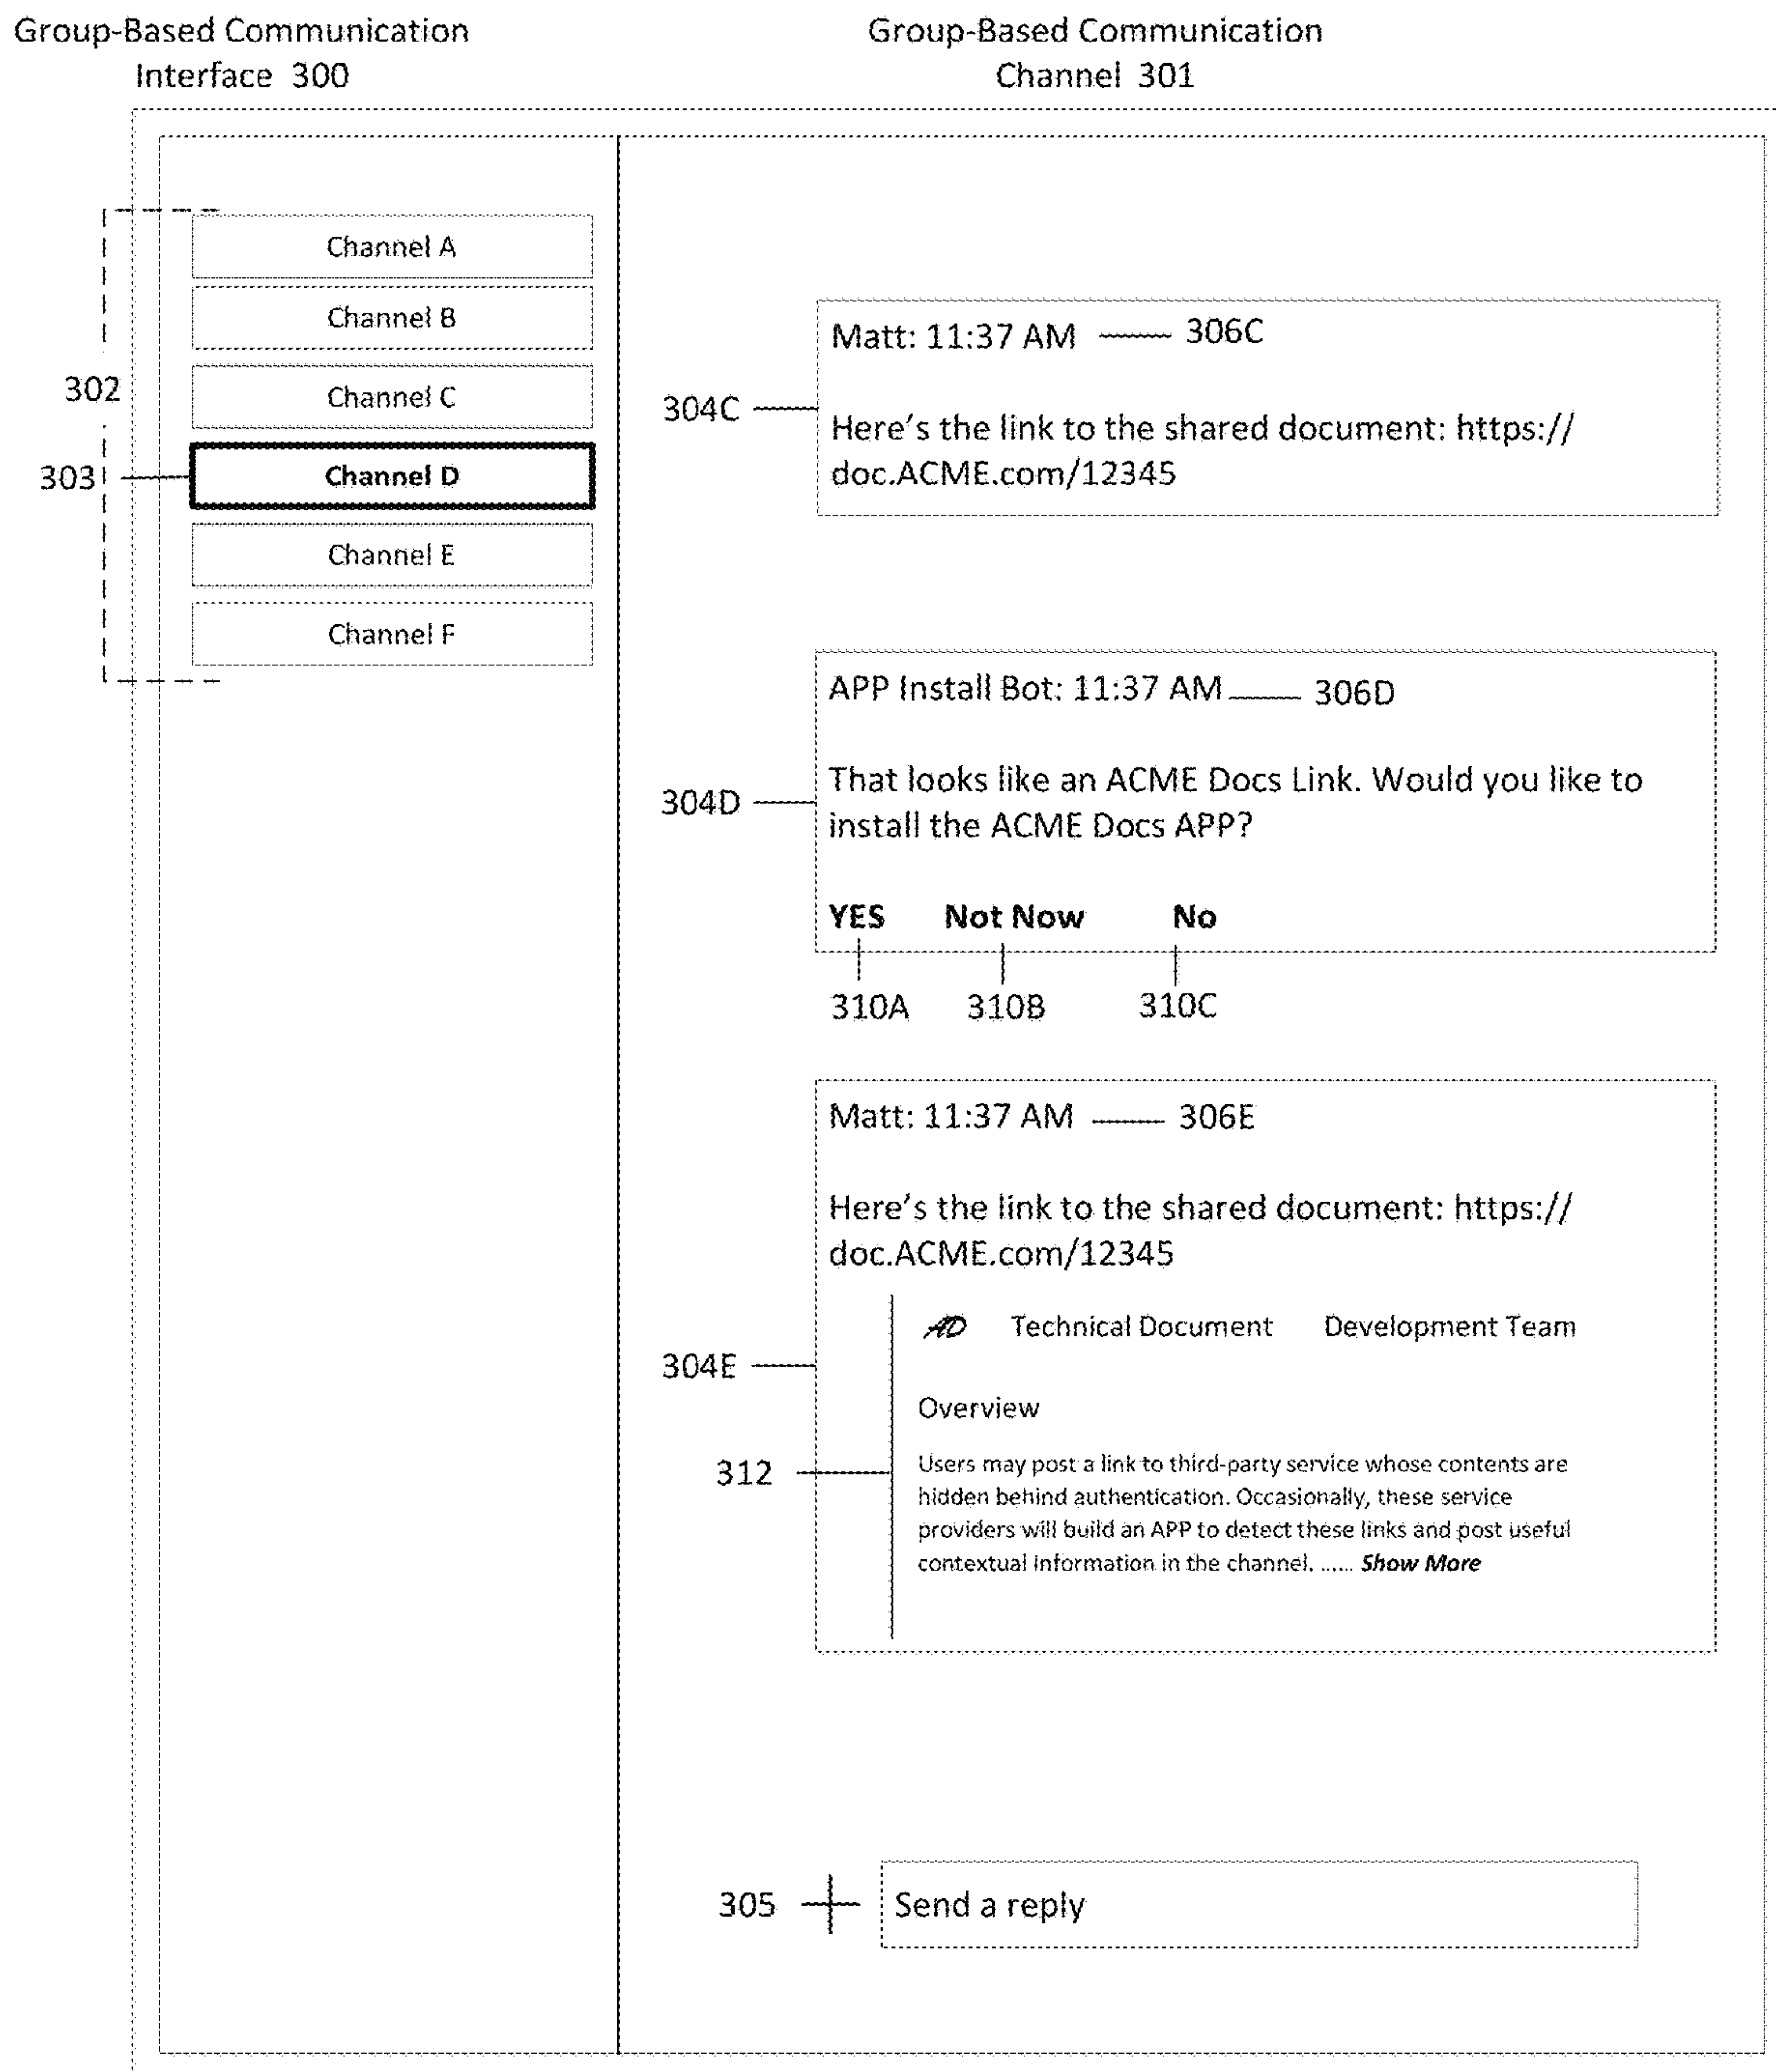 Group-Based Communication
Interface 300
Group-Based Communication
Channel 301
Channel A
Channel B
302
Channel C
303
Channel D
Channel E
Channel F
Matt: 11:37 AM 306C
304C
Here's the link to the shared document: https://
doc.ACME.com/12345
APP Install Bot: 11:37 AM 306D
304D
That looks like an ACME Docs Link. Would you like to
install the ACME Docs APP?
YES Not Now No
310A 310B 310C
Matt: 11:37 AM 306E
Here's the link to the shared document: https://
doc.ACME.com/12345
AD Technical Document Development Team
304E
Overview
312
Users may post a link to third-party service whose contents are
hidden behind authentication. Occasionally, these service
providers will build an APP to detect these links and post useful
contextual information in the channel. ...... Show More
305
Send a reply